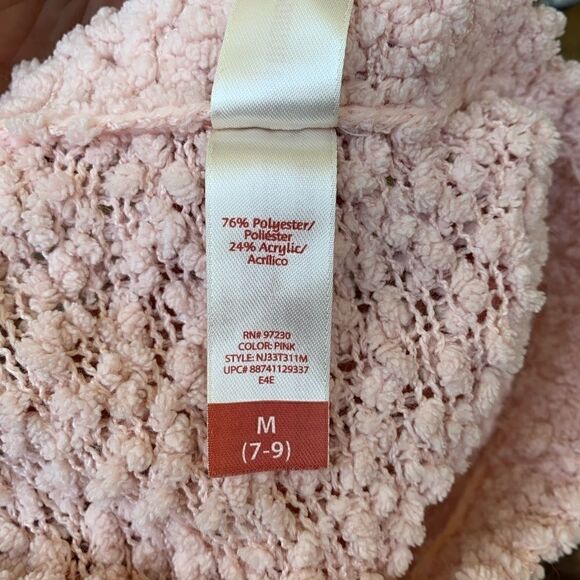 76% Polyester/
Poliéster
24% Acrylic/
Acrílico
RN# 97230
COLOR: PINK
STYLE: NJ33T311M
UPC# 88741129337
E4E
M
(7-9)